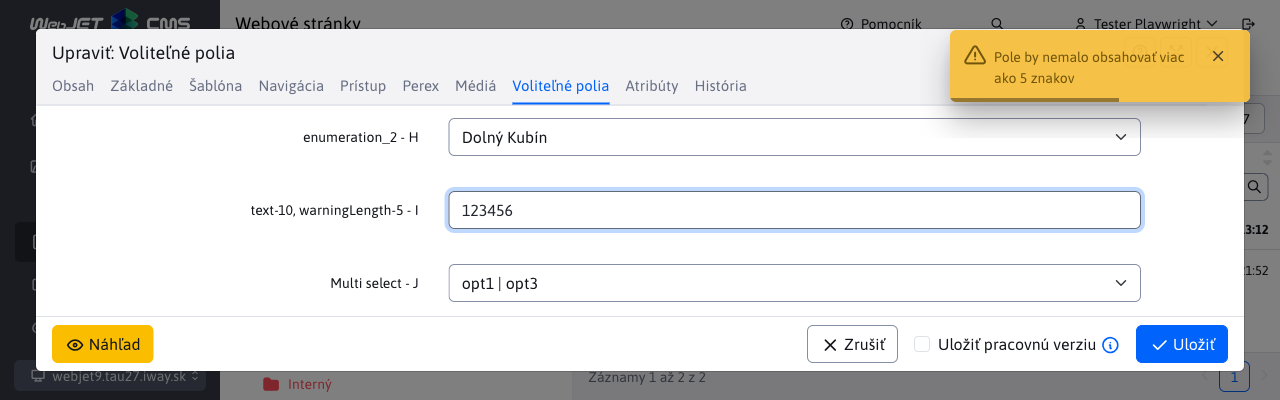 WebJET CMS
Webové stránky
Pomocník
Tester Playwright
Upraviť: Voliteľné polia
Pole by nemalo obsahovať viac
ako 5 znakov
Obsah Základné Šablóna Navigácia Prístup Perex Médiá Voliteľné polia Atribúty História
7
enumeration_2 - H
Dolný Kubín
text-10, warningLength-5 - I
123456
3:12
1:52
Multi select - J
opt1 | opt3
Náhľad
Zrušiť
Uložiť pracovnú verziu
Uložiť
webjet9.tau27.iway.sk
Interný
Záznamy 1 až 2 z 2
1